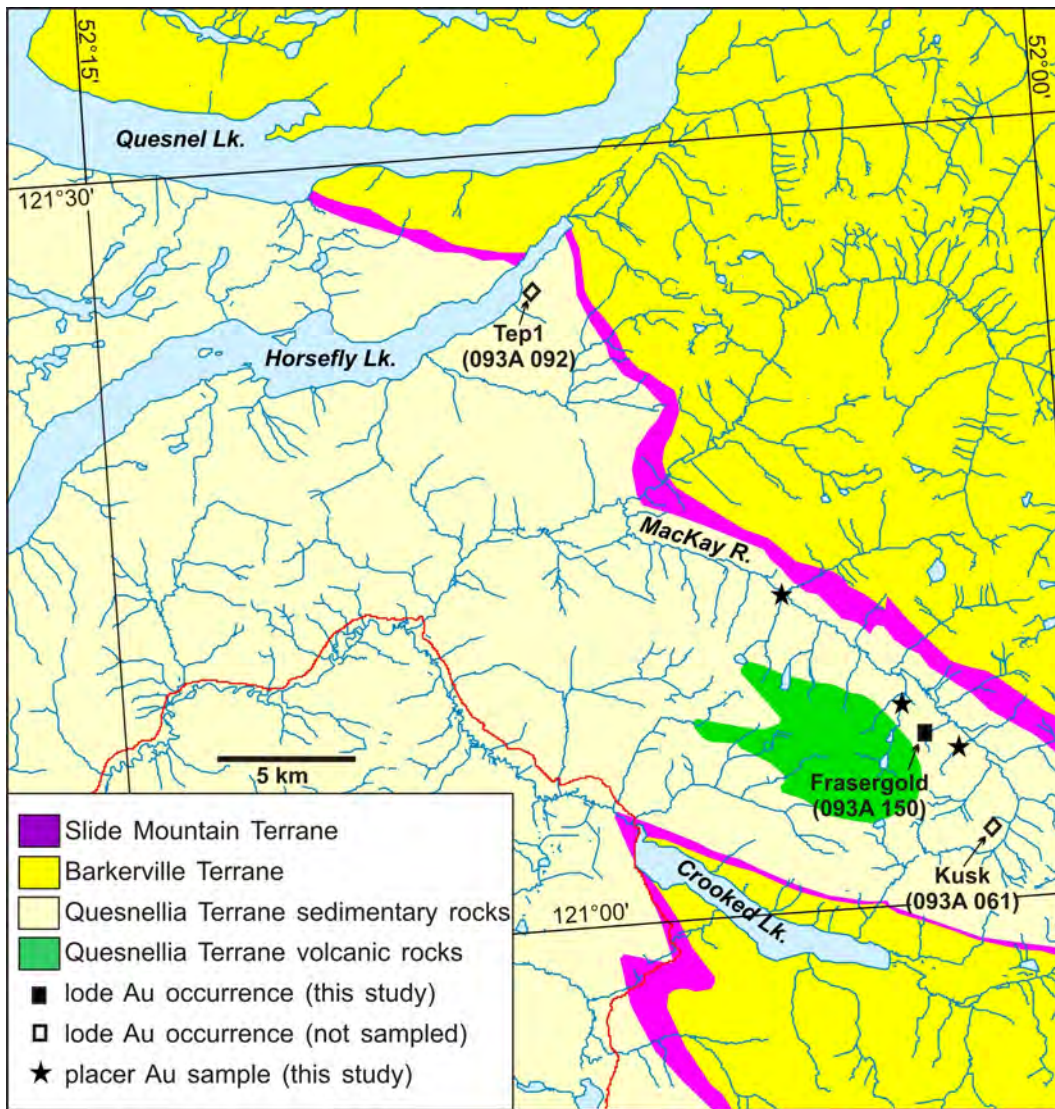 52°15'
52°00'
Quesnel Lk.
121°30'
Tep1
(093A 092)
Horsefly Lk.
MacKay R.
5 km
Frasergold
(093A 150)
Kusk
(093A 061)
Crooked Lk.
121°00'
Slide Mountain Terrane
Barkerville Terrane
Quesnellia Terrane sedimentary rocks
Quesnellia Terrane volcanic rocks
lode Au occurrence (this study)
lode Au occurrence (not sampled)
placer Au sample (this study)